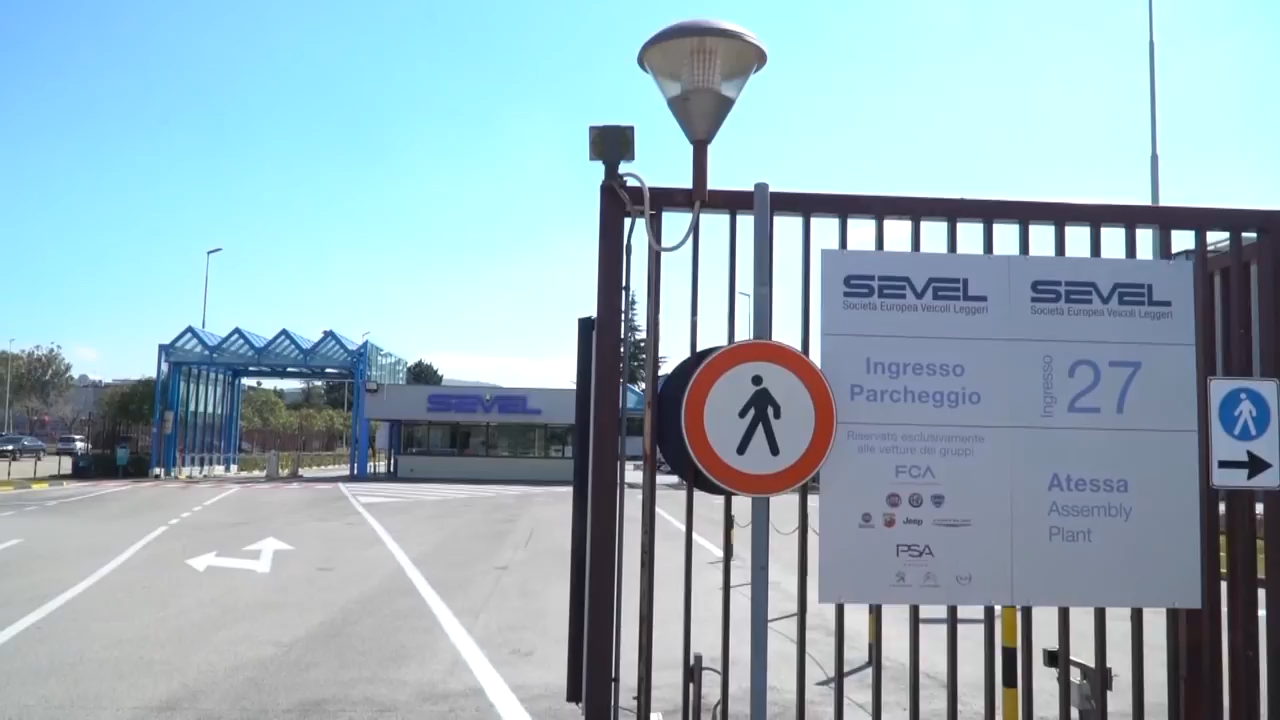 SEVEL
SEVEL
Società Europea Veicoli Leggeri
SEVEL
Società Europea Veicoli Leggeri
Ingresso
Parcheggio
Ingresso
27
Riservato esclusivamente
alle vetture dei gruppi
FCA
Jeep
PSA
Atessa
Assembly
Plant